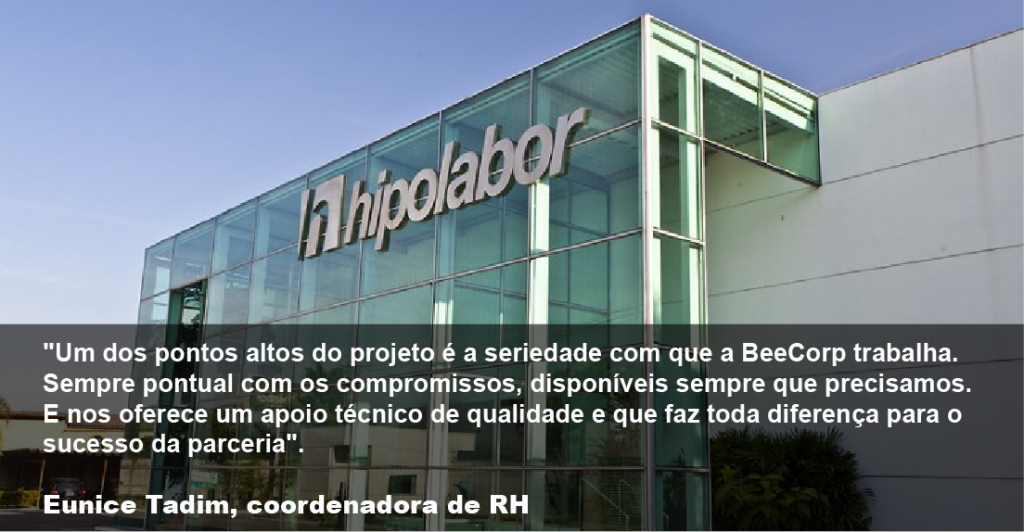 hipolabor
"Um dos pontos altos do projeto é a seriedade com que a BeeCorp trabalha.
Sempre pontual com os compromissos, disponíveis sempre que precisamos.
E nos oferece um apoio técnico de qualidade e que faz toda diferença para o
sucesso da parceria".
Eunice Tadim, coordenadora de RH